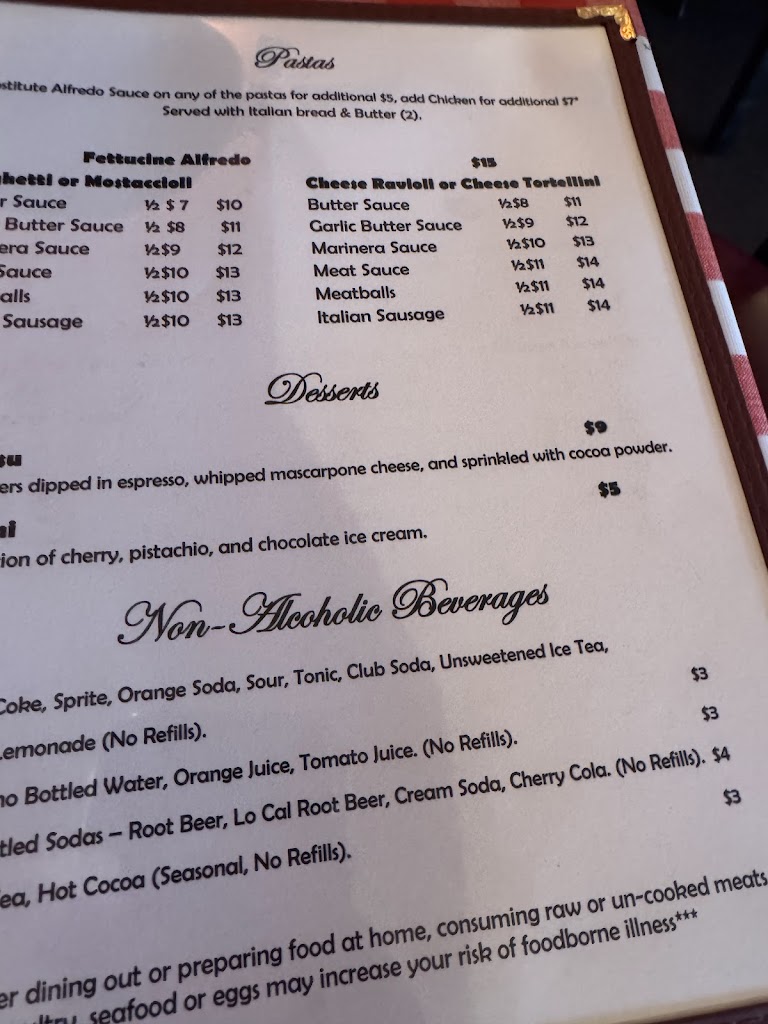 Pastas
Alfredo Sauce on any of the pastas for additional $5, add Chicken for additional $7*
Served with Italian bread & Butter (2).
Fettucine Alfredo $15
or Mostaccioli
Sauce ½ $ 7 $10
Butter Sauce ½ $8 $11
Sauce ½$9 $12
Sauce ½$10 $13
½$10 $13
Sausage ½$10 $13
Cheese Ravioli or Cheese Tortellini
Butter Sauce ½$8 $11
Garlic Butter Sauce ½$9 $12
Marinera Sauce ½$10 $13
Meat Sauce ½$11 $14
Meatballs ½$11 $14
Italian Sausage ½$11 $14
Desserts
$9
dipped in espresso, whipped mascarpone cheese, and sprinkled with cocoa powder.
$5
of cherry, pistachio, and chocolate ice cream.
Non-Alcoholic Beverages
Coke, Sprite, Orange Soda, Sour, Tonic, Club Soda, Unsweetened Ice Tea,
Lemonade (No Refills). $3
Bottled Water, Orange Juice, Tomato Juice. (No Refills). $3
Sodas – Root Beer, Lo Cal Root Beer, Cream Soda, Cherry Cola. (No Refills). $4
Hot Cocoa (Seasonal, No Refills). $3
dining out or preparing food at home, consuming raw or un-cooked meats
seafood or eggs may increase your risk of foodborne illness***